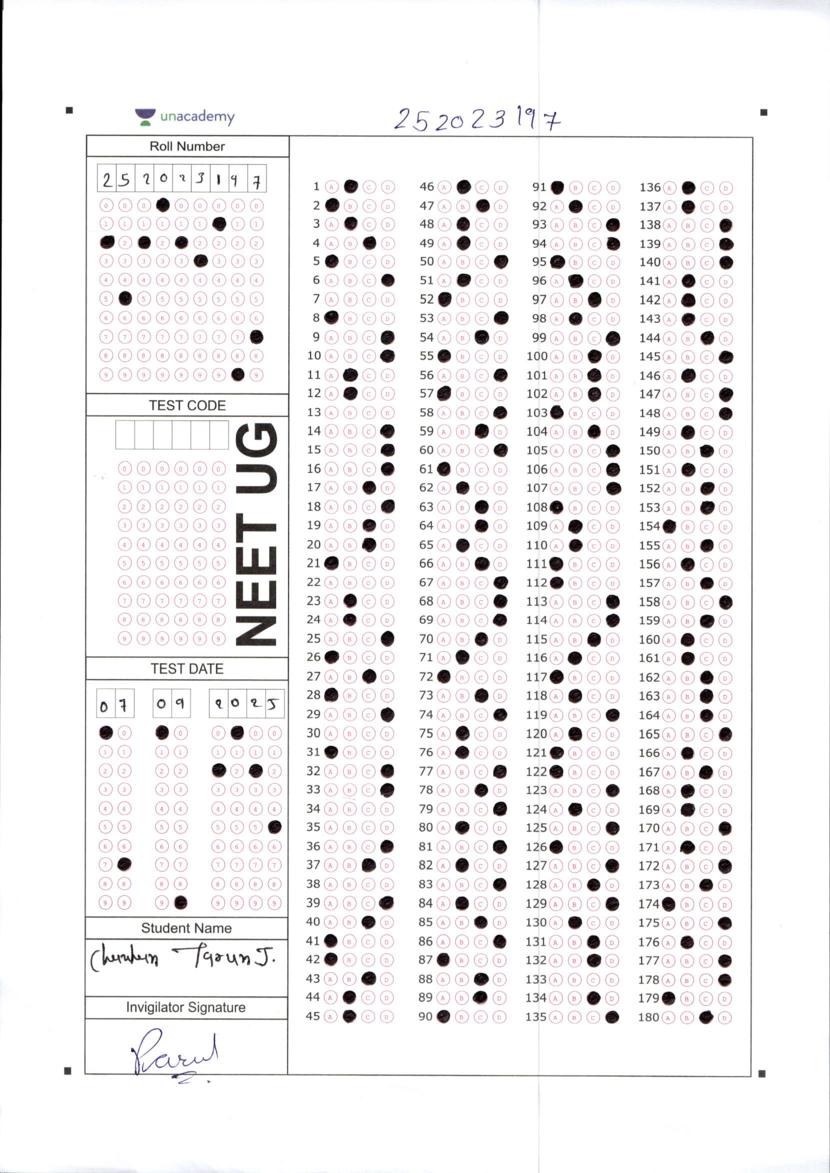 unacademy
252023197
Roll Number
2 5 2 0 2 3 1 9 7
TEST CODE
NEET UG
TEST DATE
0 7 0 9 2 0 2 5
Student Name
Tarun J.
Invigilator Signature
1 A C D 46 A C D 91 B C D 136 A C D
2 B C D 47 A B D 92 A C D 137 A C D
3 A C D 48 A C D 93 A B C 138 A B C
4 A B D 49 A C D 94 A B C 139 A B C
5 B C D 50 A B C 95 B C D 140 A B C
6 A B C 51 A C D 96 A C D 141 A C D
7 A B C D 52 B C D 97 A B D 142 A C D
8 B C D 53 A B C 98 A C D 143 A C D
9 A B C 54 A B D 99 A B C 144 A B D
10 A B C 55 B C D 100 A B D 145 A B C
11 A C D 56 A B C 101 A B D 146 A C D
12 A C D 57 B C D 102 A B D 147 A B C
13 A B C D 58 A B C 103 B C D 148 A B C
14 A B C 59 A B D 104 A B D 149 A C D
15 A B C 60 A B C 105 A B C 150 A B D
16 A B C 61 B C D 106 A B C 151 A C D
17 A B D 62 A C D 107 A B C 152 A B D
18 A B C 63 A B D 108 B C D 153 A B D
19 A B D 64 A B D 109 A C D 154 B C D
20 A B D 65 A C D 110 A C D 155 A B D
21 B C D 66 A B D 111 B C D 156 A C D
22 A B C D 67 A B C 112 B C D 157 A B D
23 A C D 68 A B C 113 A B C 158 A B C
24 A C D 69 A B C 114 A B C 159 A B D
25 A B C 70 A B D 115 A B D 160 A C D
26 B C D 71 A C D 116 A C D 161 A C D
27 A B D 72 B C D 117 B C D 162 A B D
28 B C D 73 A B D 118 A C D 163 A B D
29 A B C 74 A B C 119 A B C 164 A B D
30 A B C D 75 A C D 120 A C D 165 A B C
31 B C D 76 A C D 121 B C D 166 A C D
32 A B C 77 A B C 122 B C D 167 A B D
33 A B C 78 A B D 123 A B C 168 A C D
34 A B C D 79 A B C 124 A C D 169 A C D
35 A B C D 80 A C D 125 A B C 170 A B C
36 A B C 81 A B C 126 B C D 171 A C D
37 A B D 82 A C D 127 A B C 172 A B C
38 A B C D 83 A B C 128 A B D 173 A B D
39 A B C 84 A C D 129 A B C 174 B C D
40 A B D 85 A B D 130 A C D 175 A B C
41 B C D 86 A B C 131 A B D 176 A C D
42 B C D 87 B C D 132 A B D 177 A B C
43 A B D 88 A B D 133 A B C D 178 A B C
44 A C D 89 A B D 134 A B D 179 B C D
45 A C D 90 B C D 135 A B C 180 A B D